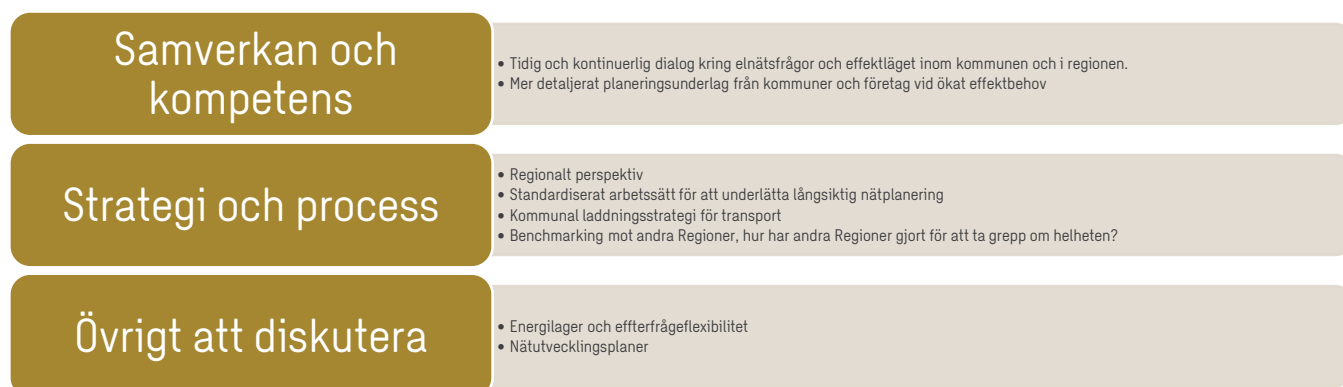 Samverkan och
kompetens
• Tidig och kontinuerlig dialog kring elnätsfrågor och effektläget inom kommunen och i regionen.
• Mer detaljerat planeringsunderlag från kommuner och företag vid ökat effektbehov
Strategi och process
• Regionalt perspektiv
• Standardiserat arbetssätt för att underlätta långsiktig nätplanering
• Kommunal laddningsstrategi för transport
• Benchmarking mot andra Regioner, hur har andra Regioner gjort för att ta grepp om helheten?
Övrigt att diskutera
• Energilager och effterfrågeflexibilitet
• Nätutvecklingsplaner